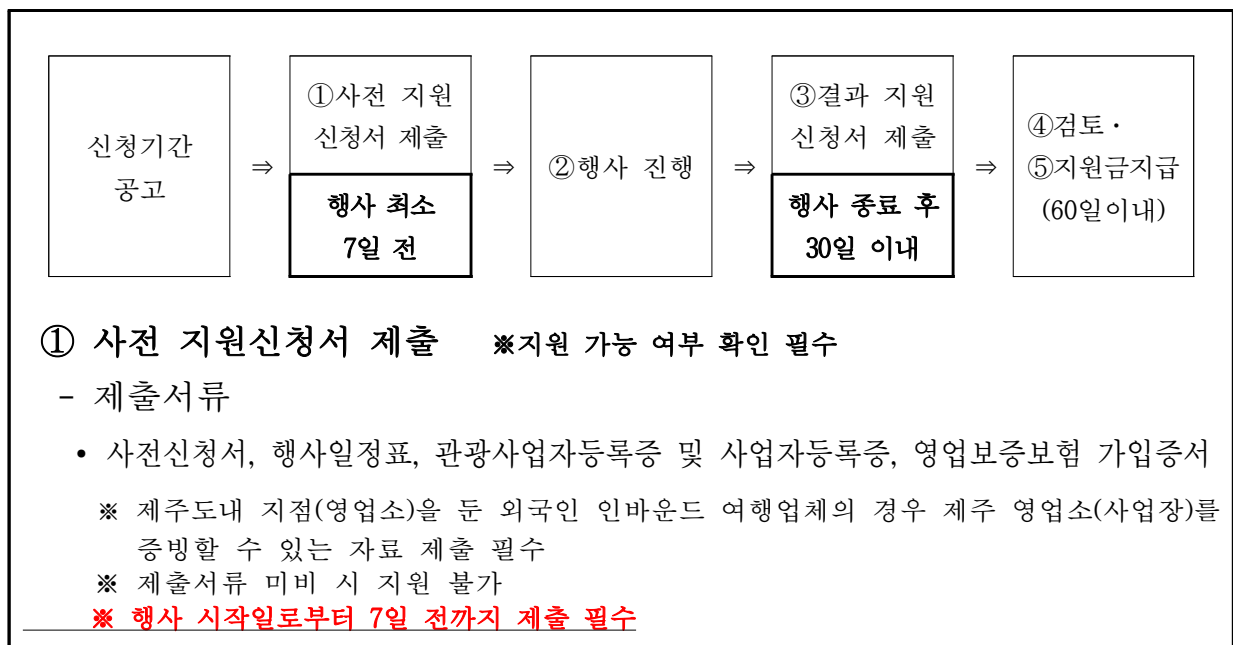 신청기간
공고
⇒
①사전 지원
신청서 제출
행사 최소
7일 전
⇒
②행사 진행
⇒
③결과 지원
신청서 제출
행사 종료 후
30일 이내
⇒
④검토·
⑤지원금지급
(60일이내)
① 사전 지원신청서 제출 ※지원 가능 여부 확인 필수
- 제출서류
• 사전신청서, 행사일정표, 관광사업자등록증 및 사업자등록증, 영업보증보험 가입증서
※ 제주도내 지점(영업소)을 둔 외국인 인바운드 여행업체의 경우 제주 영업소(사업장)를
증빙할 수 있는 자료 제출 필수
※ 제출서류 미비 시 지원 불가
※ 행사 시작일로부터 7일 전까지 제출 필수